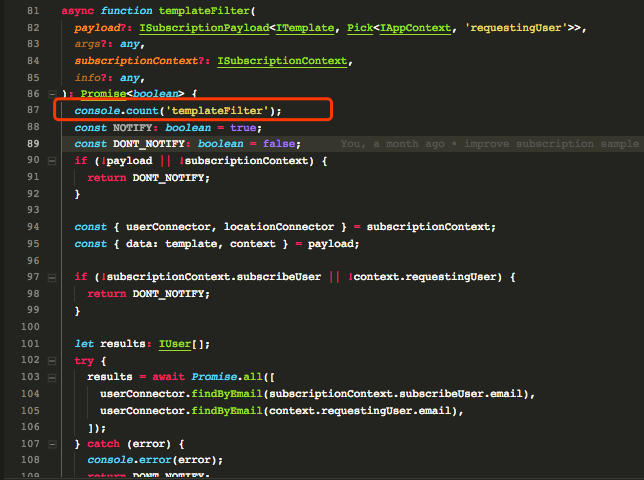 81 async function templateFilter(
82 payload?: ISubscriptionPayload<ITemplate, Pick<IAppContext, 'requestingUser'>>,
83 args?: any,
84 subscriptionContext?: ISubscriptionContext,
85 info?: any,
86 ): Promise<boolean> {
87 console.count('templateFilter');
88 const NOTIFY: boolean = true;
89 const DONT_NOTIFY: boolean = false; You, a month ago • improve subscription sample
90 if (!payload || !subscriptionContext) {
91 return DONT_NOTIFY;
92 }
93
94 const { userConnector, locationConnector } = subscriptionContext;
95 const { data: template, context } = payload;
96
97 if (!subscriptionContext.subscribeUser || !context.requestingUser) {
98 return DONT_NOTIFY;
99 }
100
101 let results: IUser[];
102 try {
103 results = await Promise.all([
104 userConnector.findByEmail(subscriptionContext.subscribeUser.email),
105 userConnector.findByEmail(context.requestingUser.email),
106 ]);
107 } catch (error) {
108 console.error(error);
109 return DONT_NOTIFY;